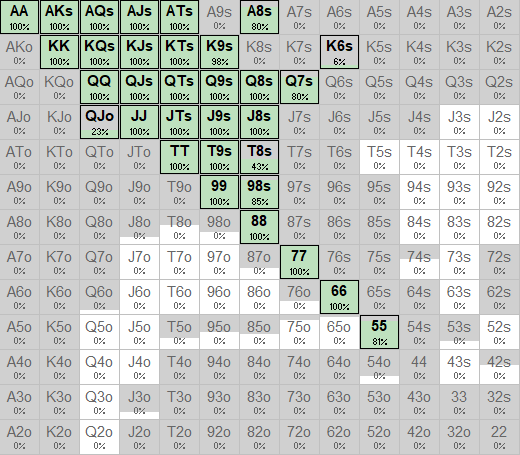 AA AKs AQs AJs ATs A9s A8s A7s A6s A5s A4s A3s A2s
100% 100% 100% 100% 100% 0% 80% 0% 0% 0% 0% 0% 0%
AKo KK KQs KJs KTs K9s K8s K7s K6s K5s K4s K3s K2s
0% 100% 100% 100% 100% 98% 0% 0% 6% 0% 0% 0% 0%
AQo KQo QQ QJs QTs Q9s Q8s Q7s Q6s Q5s Q4s Q3s Q2s
0% 0% 100% 100% 100% 100% 100% 80% 0% 0% 0% 0% 0%
AJo KJo QJo JJ JTs J9s J8s J7s J6s J5s J4s J3s J2s
0% 0% 23% 100% 100% 100% 100% 0% 0% 0% 0% 0% 0%
ATo KTo QTo JTo TT T9s T8s T7s T6s T5s T4s T3s T2s
0% 0% 0% 0% 100% 100% 43% 0% 0% 0% 0% 0% 0%
A9o K9o Q9o J9o T9o 99 98s 97s 96s 95s 94s 93s 92s
0% 0% 0% 0% 0% 100% 85% 0% 0% 0% 0% 0% 0%
A8o K8o Q8o J8o T8o 98o 88 87s 86s 85s 84s 83s 82s
0% 0% 0% 0% 0% 0% 100% 0% 0% 0% 0% 0% 0%
A7o K7o Q7o J7o T7o 97o 87o 77 76s 75s 74s 73s 72s
0% 0% 0% 0% 0% 0% 0% 100% 0% 0% 0% 0% 0%
A6o K6o Q6o J6o T6o 96o 86o 76o 66 65s 64s 63s 62s
0% 0% 0% 0% 0% 0% 0% 0% 100% 0% 0% 0% 0%
A5o K5o Q5o J5o T5o 95o 85o 75o 65o 55 54s 53s 52s
0% 0% 0% 0% 0% 0% 0% 0% 0% 81% 0% 0% 0%
A4o K4o Q4o J4o T4o 94o 84o 74o 64o 54o 44 43s 42s
0% 0% 0% 0% 0% 0% 0% 0% 0% 0% 0% 0% 0%
A3o K3o Q3o J3o T3o 93o 83o 73o 63o 53o 43o 33 32s
0% 0% 0% 0% 0% 0% 0% 0% 0% 0% 0% 0% 0%
A2o K2o Q2o J2o T2o 92o 82o 72o 62o 52o 42o 32o 22
0% 0% 0% 0% 0% 0% 0% 0% 0% 0% 0% 0% 0%